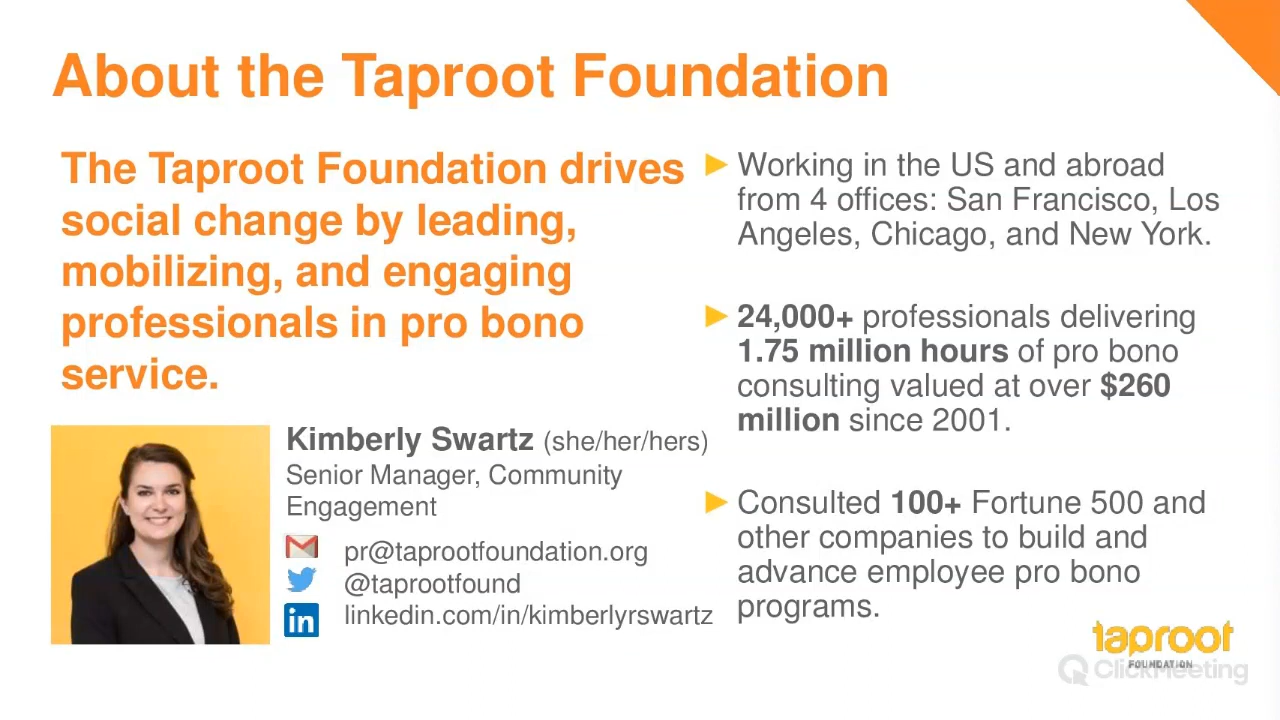 About the Taproot Foundation
The Taproot Foundation drives
social change by leading,
mobilizing, and engaging
professionals in pro bono
service.
Kimberly Swartz (she/her/hers)
Senior Manager, Community
Engagement
pr@taprootfoundation.org
@taprootfound
in linkedin.com/in/kimberlyrswartz
Working in the US and abroad
from 4 offices: San Francisco, Los
Angeles, Chicago, and New York.
24,000+ professionals delivering
1.75 million hours of pro bono
consulting valued at over $260
million since 2001.
Consulted 100+ Fortune 500 and
other companies to build and
advance employee pro bono
programs.
taproot
FOUNDATION
ClickMeeting